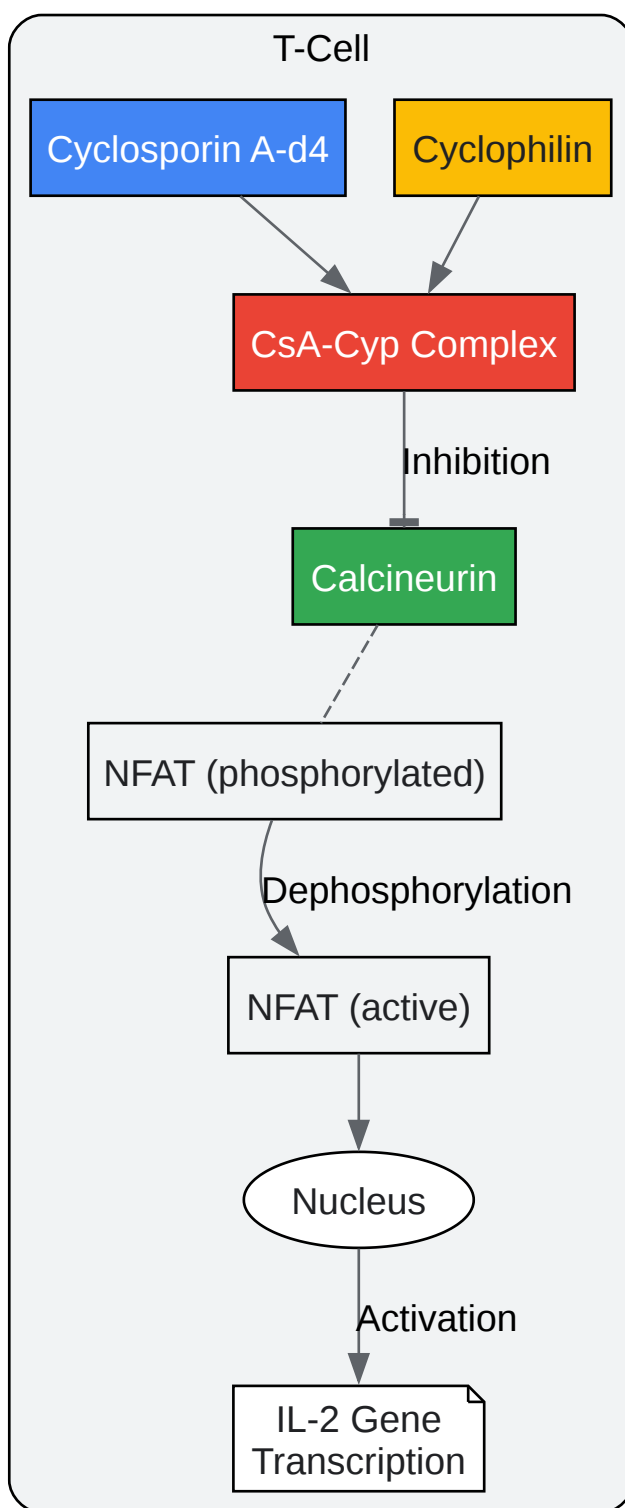 T-Cell
Cyclosporin A-d4
Cyclophilin
CsA-Cyp Complex
Inhibition
Calcineurin
NFAT (phosphorylated)
Dephosphorylation
NFAT (active)
Nucleus
Activation
IL-2 Gene
Transcription